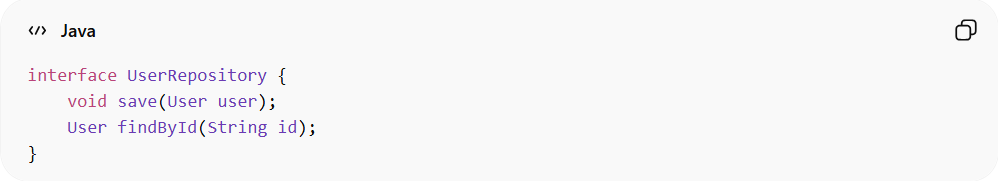 </> Java
interface UserRepository {
    void save(User user);
    User findById(String id);
}